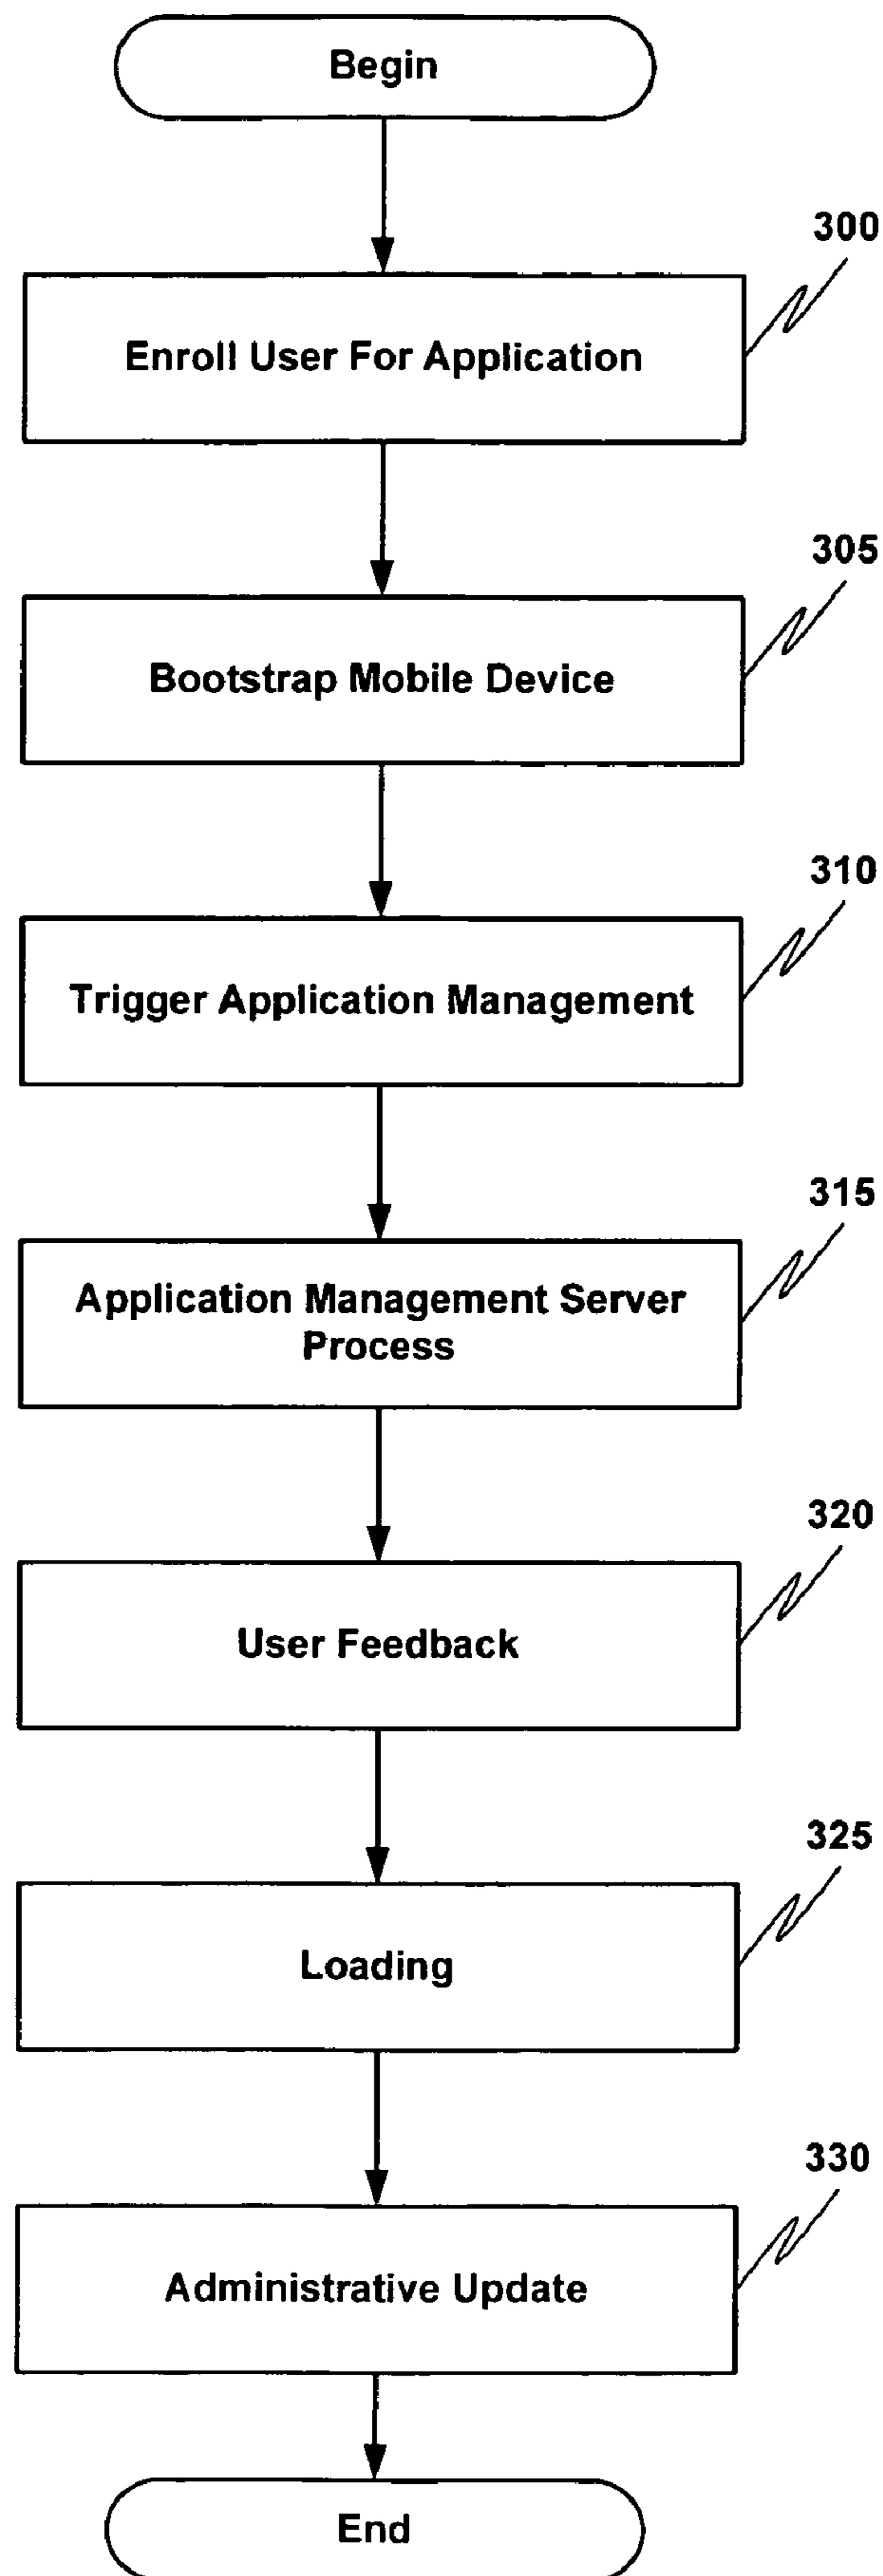 Begin
300
Enroll User For Application
305
Bootstrap Mobile Device
310
Trigger Application Management
315
Application Management Server
Process
320
User Feedback
325
Loading
330
Administrative Update
End